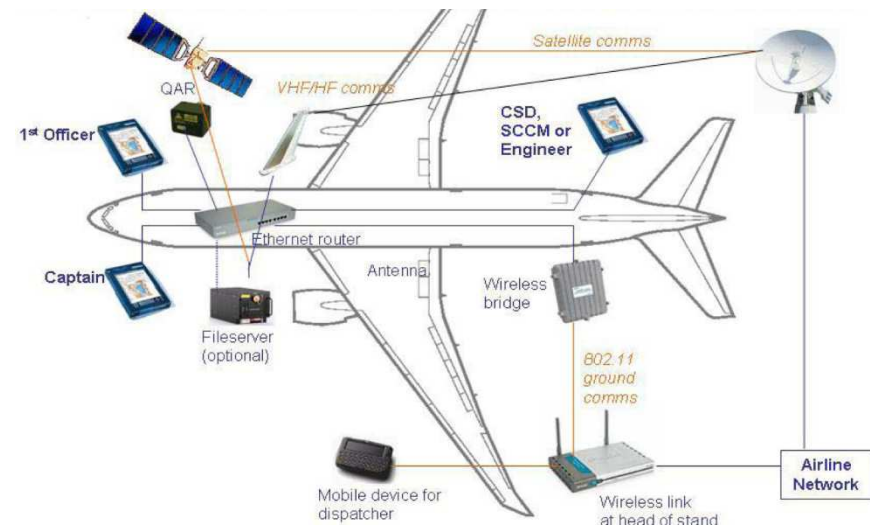 Satellite comms
QAR
VHF/HF comms
1st Officer
CSD,
SCCM or
Engineer
Ethernet router
Captain
Antenna
Wireless
bridge
Fileserver
(optional)
802.11
ground
comms
Mobile device for
dispatcher
Wireless link
at head of stand
Airline
Network